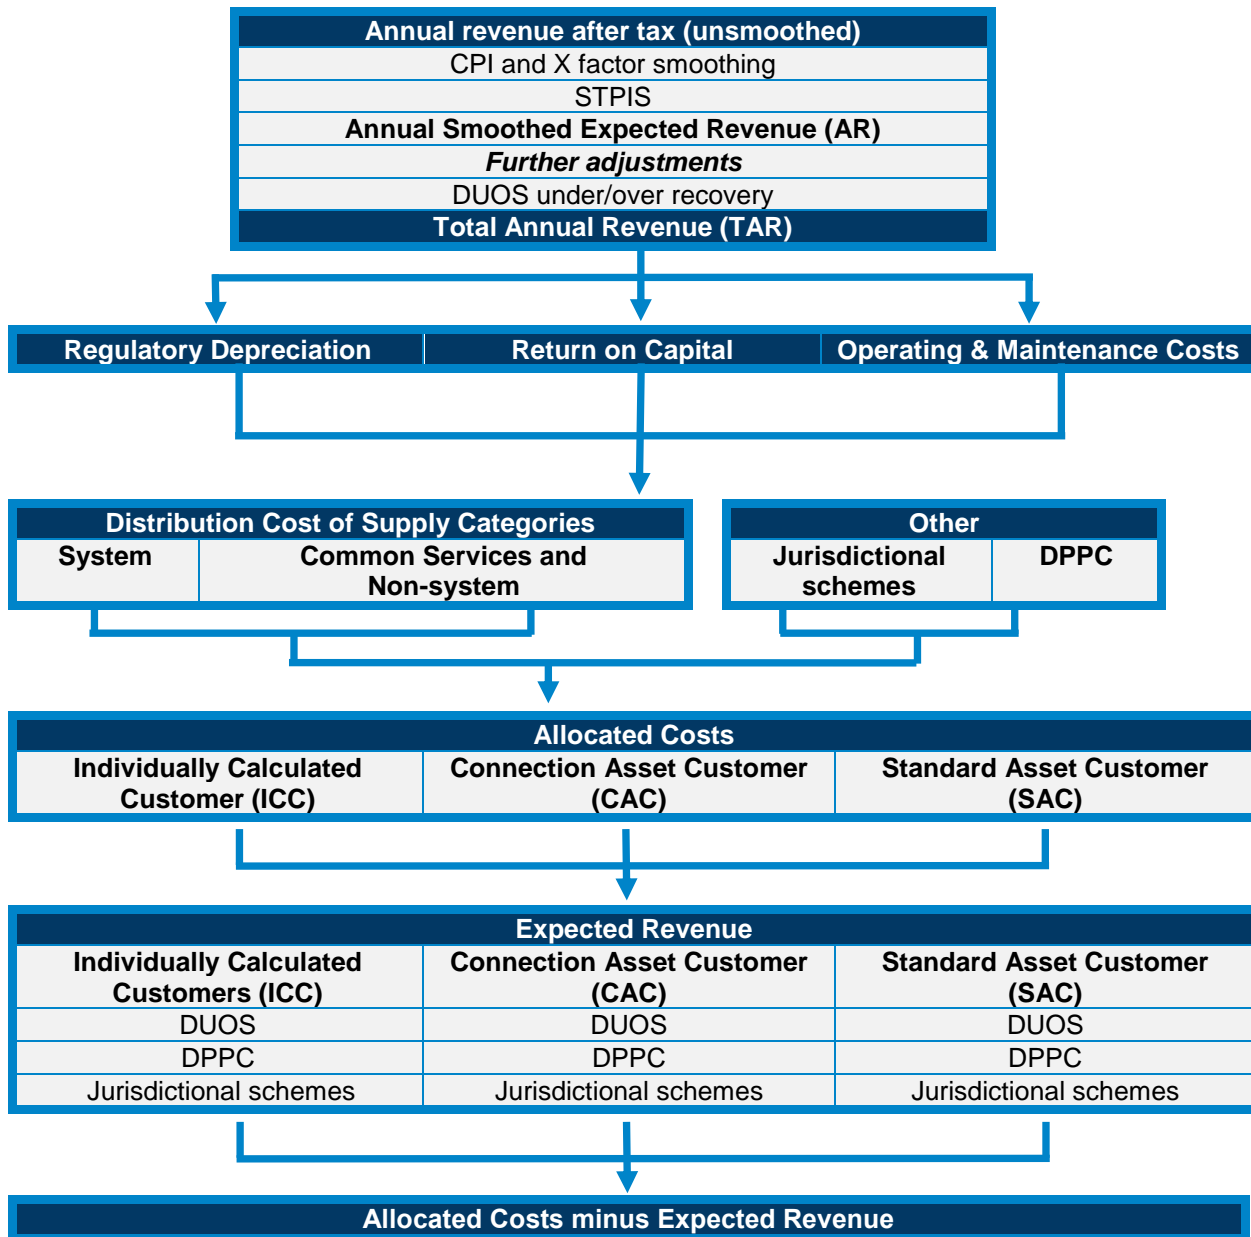 Annual revenue after tax (unsmoothed)
CPI and X factor smoothing
STPIS
Annual Smoothed Expected Revenue (AR)
Further adjustments
DUOS under/over recovery
Total Annual Revenue (TAR)
Regulatory Depreciation
Return on Capital
Operating & Maintenance Costs
Distribution Cost of Supply Categories
System
Common Services and
Non-system
Other
Jurisdictional
schemes
DPPC
Allocated Costs
Individually Calculated
Customer (ICC)
Connection Asset Customer
(CAC)
Standard Asset Customer
(SAC)
Expected Revenue
Individually Calculated
Customers (ICC)
Connection Asset Customer
(CAC)
Standard Asset Customer
(SAC)
DUOS
DUOS
DUOS
DPPC
DPPC
DPPC
Jurisdictional schemes
Jurisdictional schemes
Jurisdictional schemes
Allocated Costs minus Expected Revenue